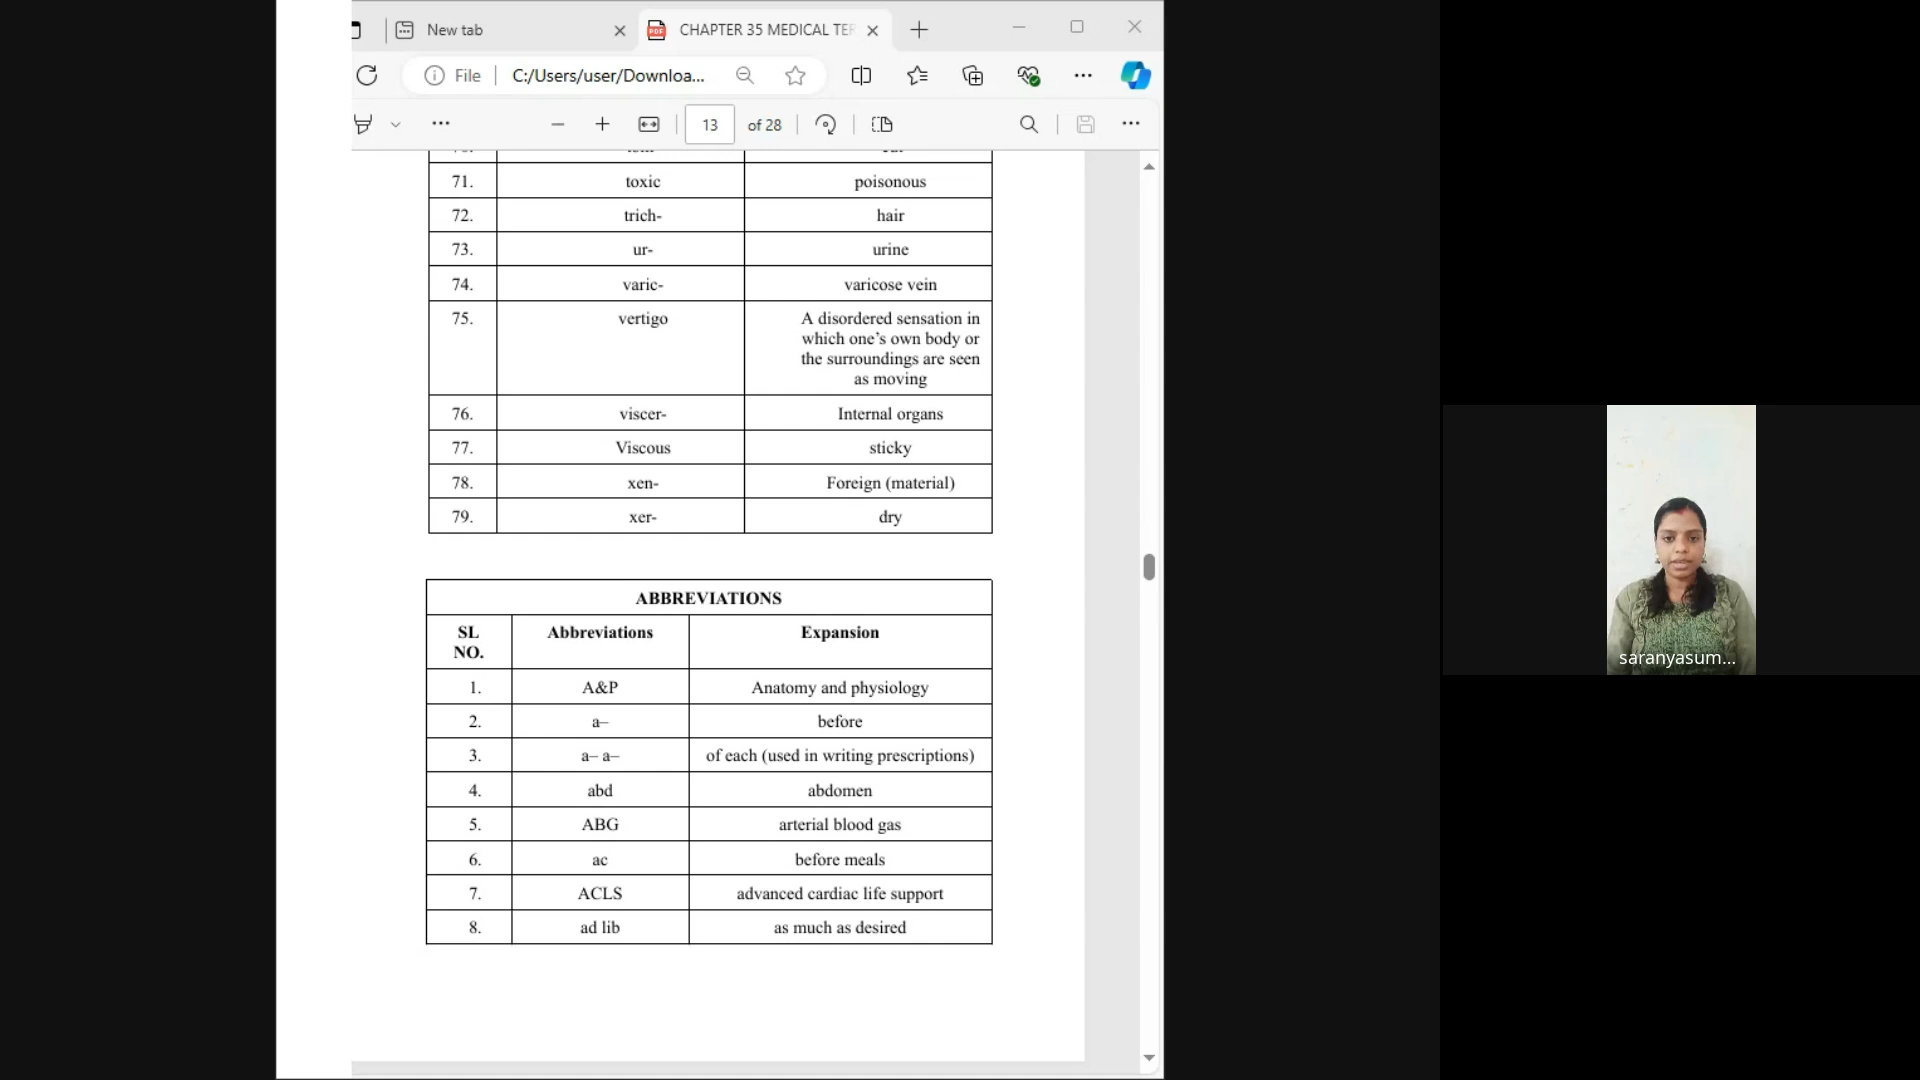 New tab
CHAPTER 35 MEDICAL TER
File C:/Users/user/Downloa...
13 of 28
71. toxic poisonous
72. trich- hair
73. ur- urine
74. varic- varicose vein
75. vertigo A disordered sensation in
which one’s own body or
the surroundings are seen
as moving
76. viscer- Internal organs
77. Viscous sticky
78. xen- Foreign (material)
79. xer- dry
ABBREVIATIONS
SL Abbreviations Expansion
NO.
1. A&P Anatomy and physiology
2. a– before
3. a– a– of each (used in writing prescriptions)
4. abd abdomen
5. ABG arterial blood gas
6. ac before meals
7. ACLS advanced cardiac life support
8. ad lib as much as desired
saranyasum...